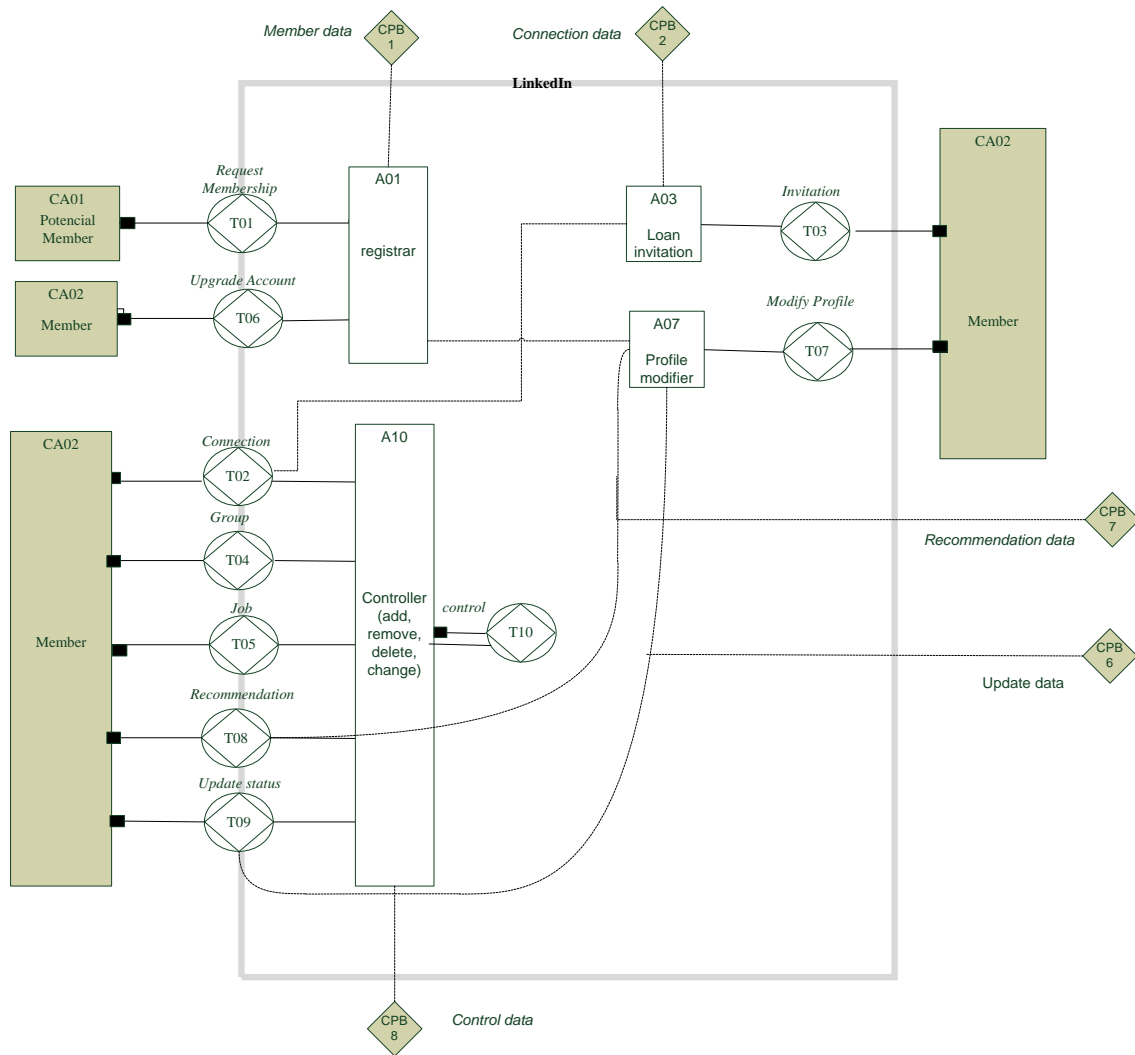 Member data
CPB
1
Connection data
CPB
2
LinkedIn
CA01
Potencial
Member
Request
Membership
T01
A01
registrar
A03
Loan
invitation
Invitation
T03
CA02
Member
CA02
Member
Upgrade Account
T06
A07
Profile
modifier
Modify Profile
T07
CA02
Member
Connection
T02
Group
T04
Job
T05
Recommendation
T08
Update status
T09
A10
Controller
(add,
remove,
delete,
change)
control
T10
CPB
7
Recommendation data
CPB
6
Update data
CPB
8
Control data